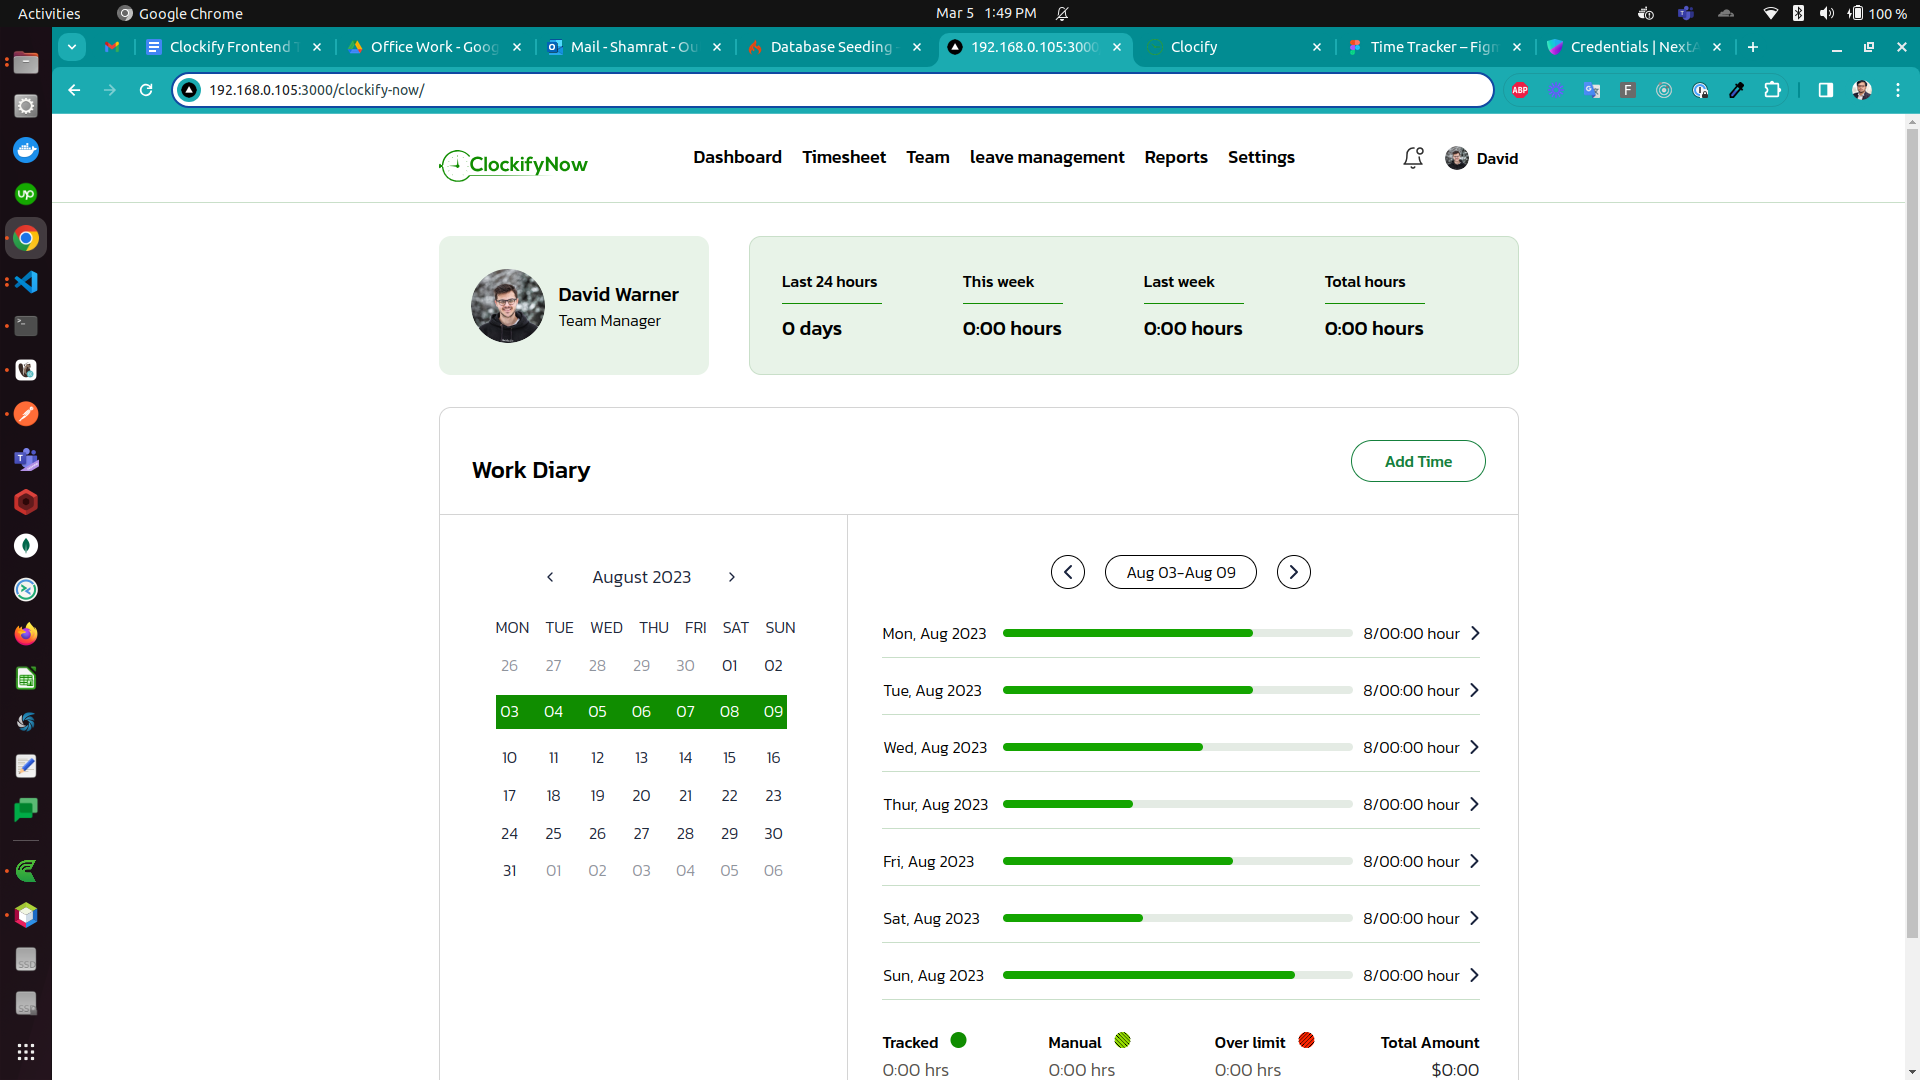 Activities Google Chrome Mar 5 1:49 PM 100 %
Clockify Frontend Office Work - Goog Mail - Shamrat - Ou Database Seeding 192.168.0.105:3000 Clocify Time Tracker – Figm Credentials | NextA
192.168.0.105:3000/clockify-now/
ClockifyNow Dashboard Timesheet Team leave management Reports Settings David
Last 24 hours This week Last week Total hours
David Warner
Team Manager
0 days 0:00 hours 0:00 hours 0:00 hours
Work Diary Add Time
August 2023
MON TUE WED THU FRI SAT SUN
26 27 28 29 30 01 02
03 04 05 06 07 08 09
10 11 12 13 14 15 16
17 18 19 20 21 22 23
24 25 26 27 28 29 30
31 01 02 03 04 05 06
Aug 03-Aug 09
Mon, Aug 2023 8/00:00 hour
Tue, Aug 2023 8/00:00 hour
Wed, Aug 2023 8/00:00 hour
Thur, Aug 2023 8/00:00 hour
Fri, Aug 2023 8/00:00 hour
Sat, Aug 2023 8/00:00 hour
Sun, Aug 2023 8/00:00 hour
Tracked Manual Over limit Total Amount
0:00 hrs 0:00 hrs 0:00 hrs $0:00